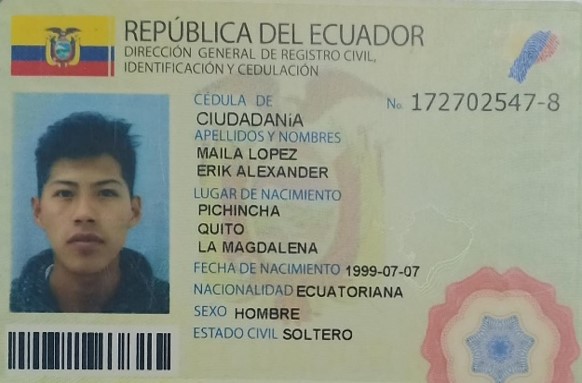 REPÚBLICA DEL ECUADOR
DIRECCIÓN GENERAL DE REGISTRO CIVIL,
IDENTIFICACIÓN Y CEDULACIÓN
CÉDULA DE No. 172702547-8
CIUDADANíA
APELLIDOS Y NOMBRES
MAILA LOPEZ
ERIK ALEXANDER
LUGAR DE NACIMIENTO
PICHINCHA
QUITO
LA MAGDALENA
FECHA DE NACIMIENTO 1999-07-07
NACIONALIDAD ECUATORIANA
SEXO HOMBRE
ESTADO CIVIL SOLTERO